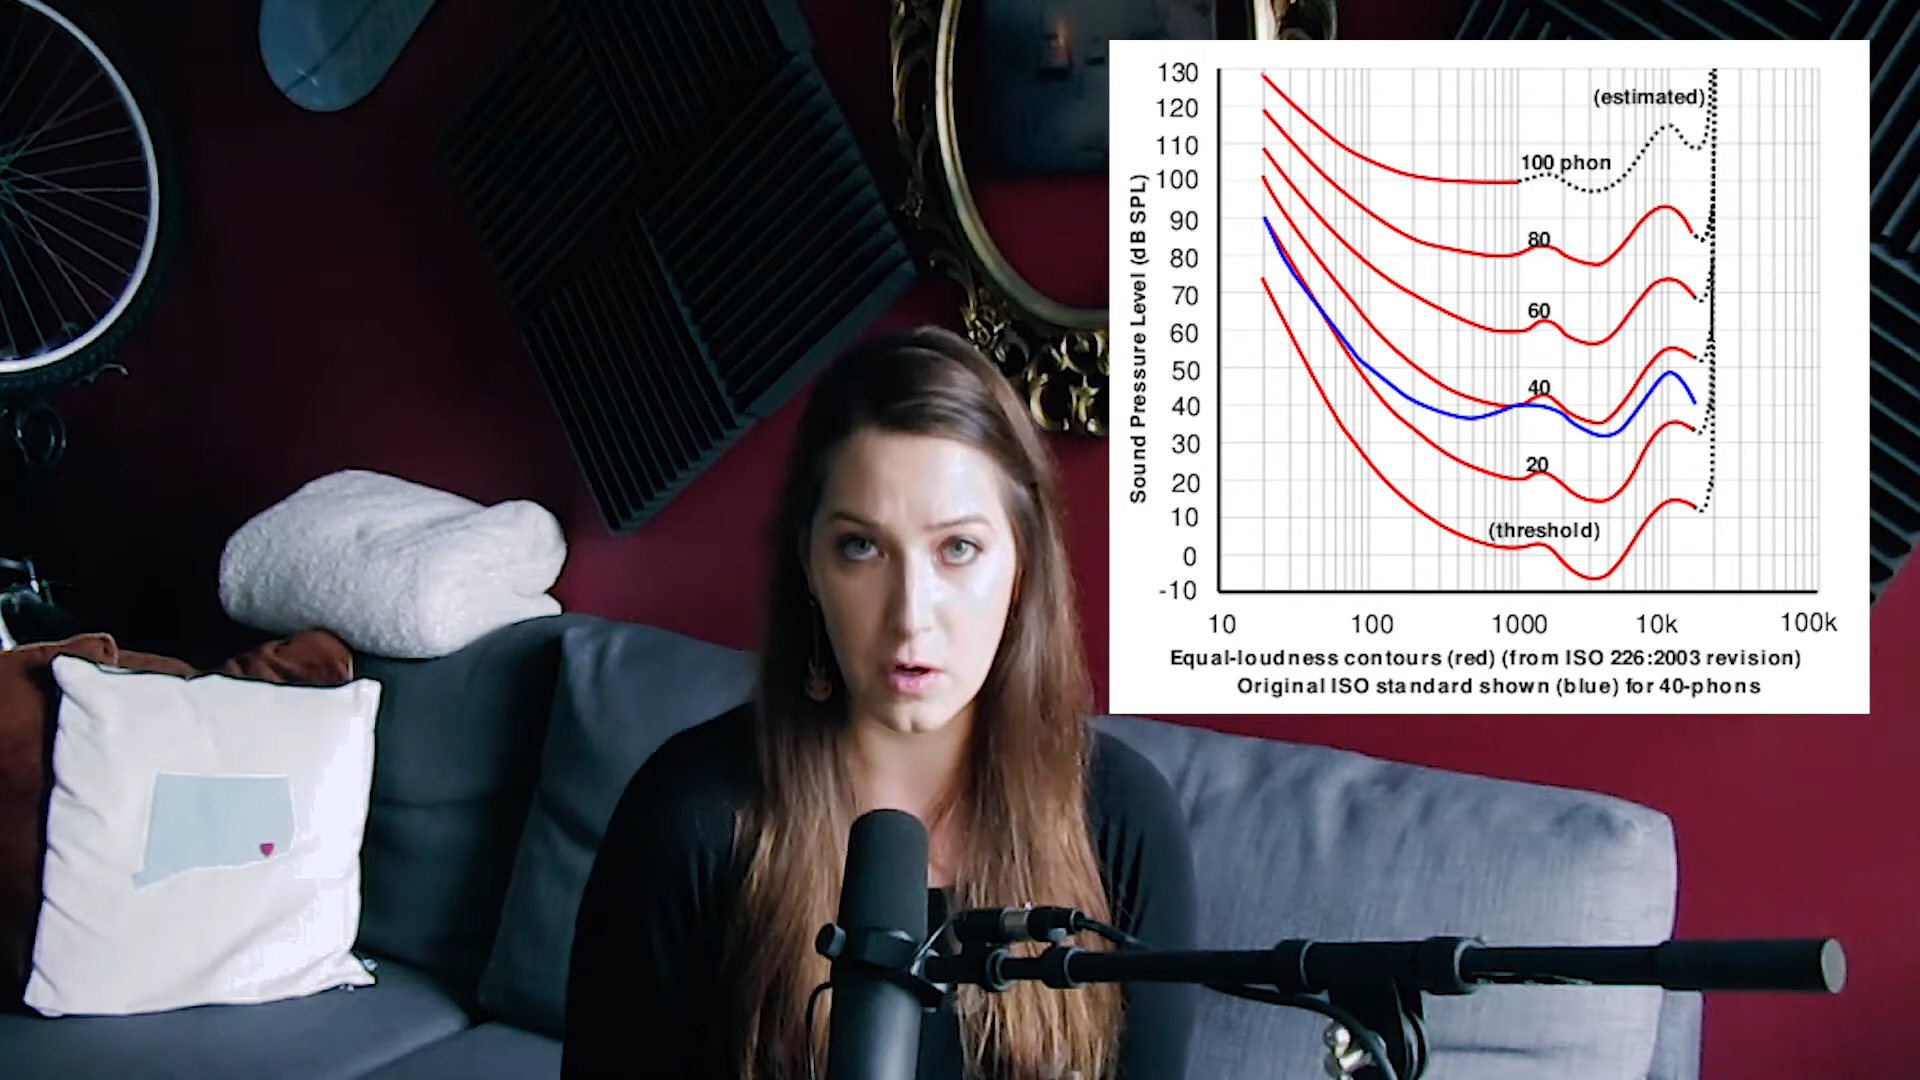 130
120
110
100
90
80
70
60
50
40
30
20
10
0
-10
Sound Pressure Level (dB SPL)
(estimated)
100 phon
80
60
40
20
(threshold)
10 100 1000 10k 100k
Equal-loudness contours (red) (from ISO 226:2003 revision)
Original ISO standard shown (blue) for 40-phons